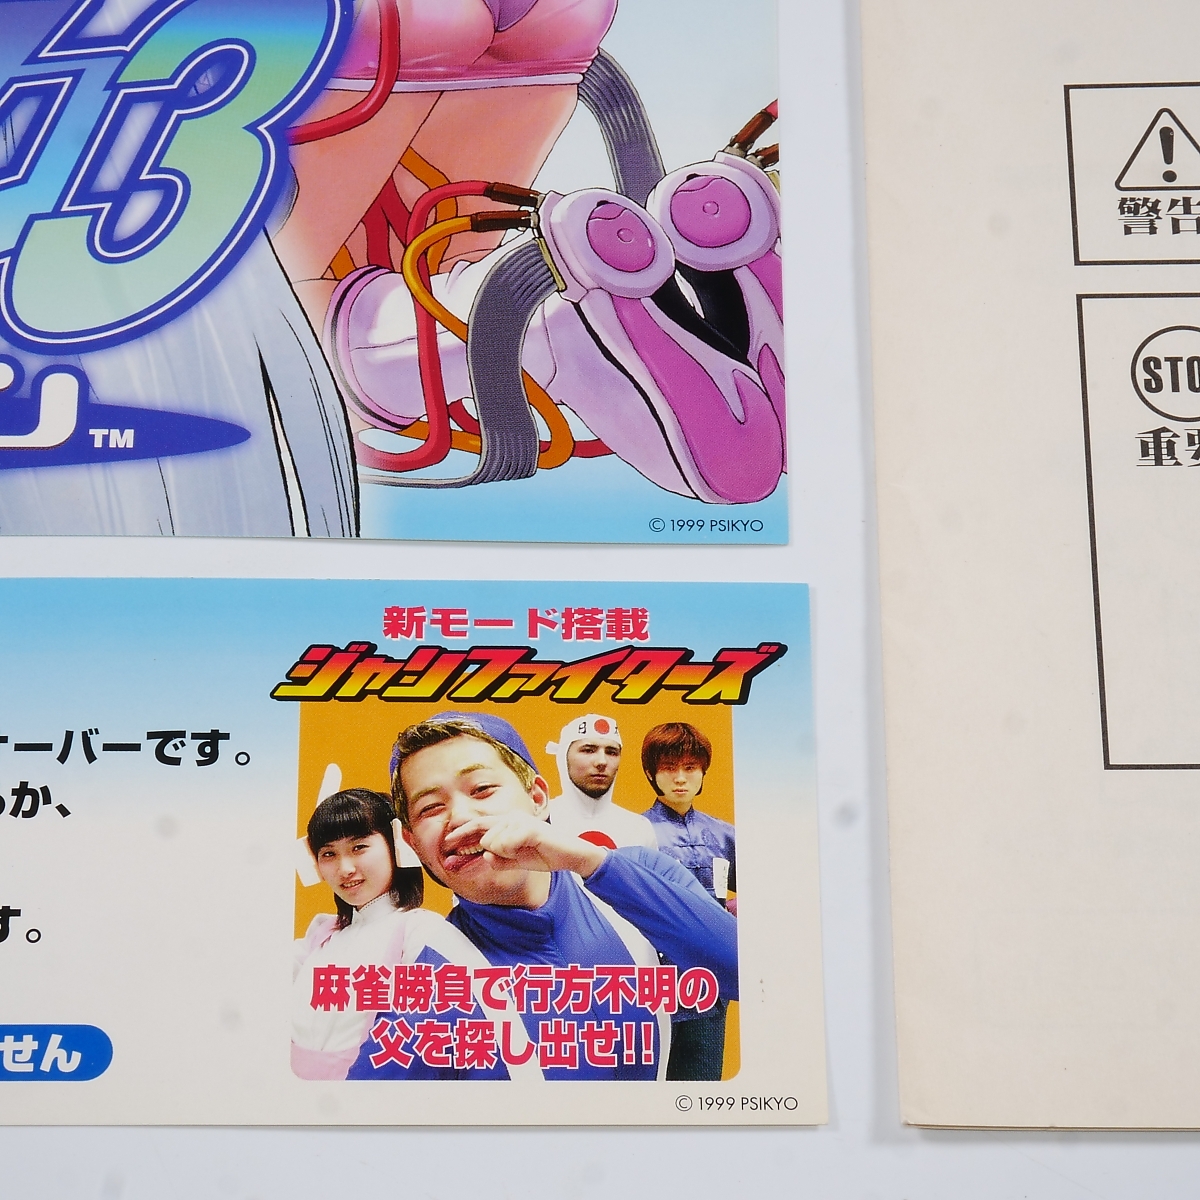 3
™
© 1999 PSIKYO
新モード搭載
ジャンファイターズ
オーバーです。
か、
す。
せん
麻雀勝負で行方不明の
父を探し出せ!!
© 1999 PSIKYO
警告
STO
重要